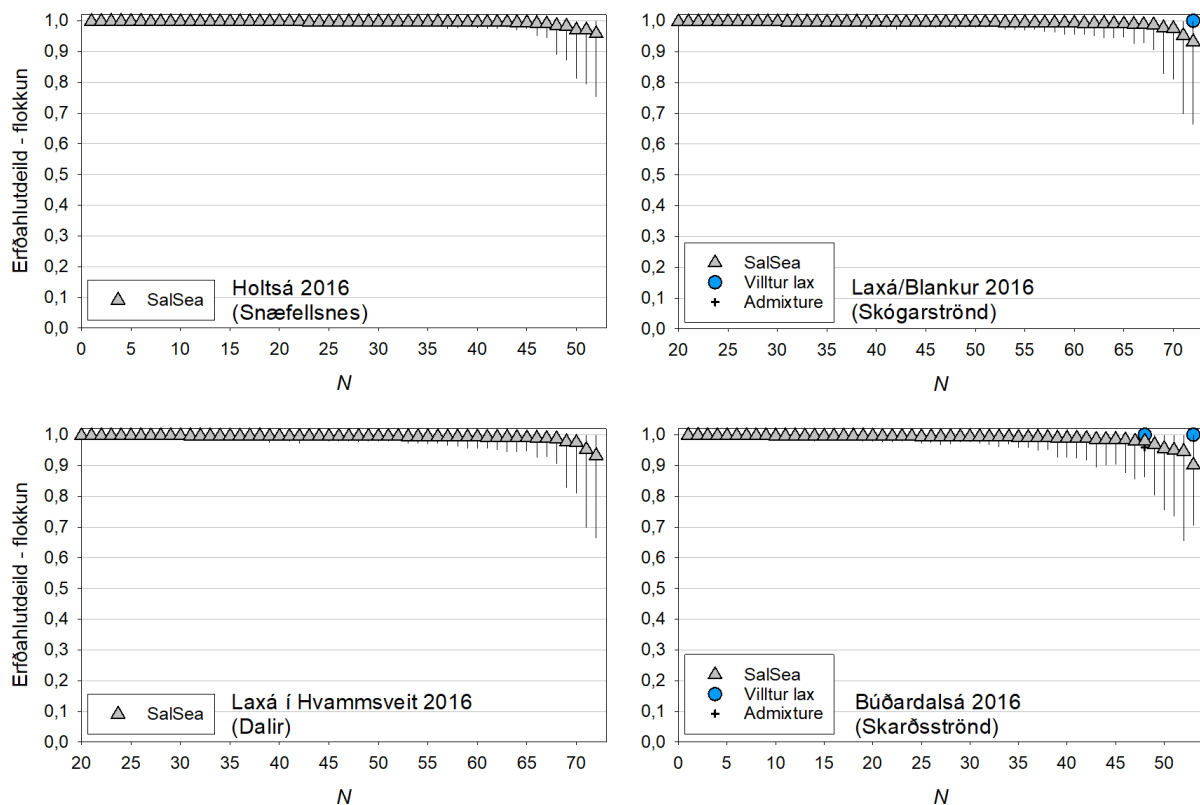 1,0
0,9
0,8
0,7
0,6
0,5
0,4
0,3
0,2
0,1
0,0
Erfðahlutdeild - flokkun
SalSea
Holtsá 2016
(Snæfellsnes)
0 5 10 15 20 25 30 35 40 45 50
N
1,0
0,9
0,8
0,7
0,6
0,5
0,4
0,3
0,2
0,1
0,0
SalSea
Villtur lax
Admixture
Laxá/Blankur 2016
(Skógarströnd)
20 25 30 35 40 45 50 55 60 65 70
N
1,0
0,9
0,8
0,7
0,6
0,5
0,4
0,3
0,2
0,1
0,0
Erfðahlutdeild - flokkun
SalSea
Laxá í Hvammsveit 2016
(Dalir)
20 25 30 35 40 45 50 55 60 65 70
N
1,0
0,9
0,8
0,7
0,6
0,5
0,4
0,3
0,2
0,1
0,0
SalSea
Villtur lax
Admixture
Búðardalsá 2016
(Skarðsströnd)
0 5 10 15 20 25 30 35 40 45 50
N